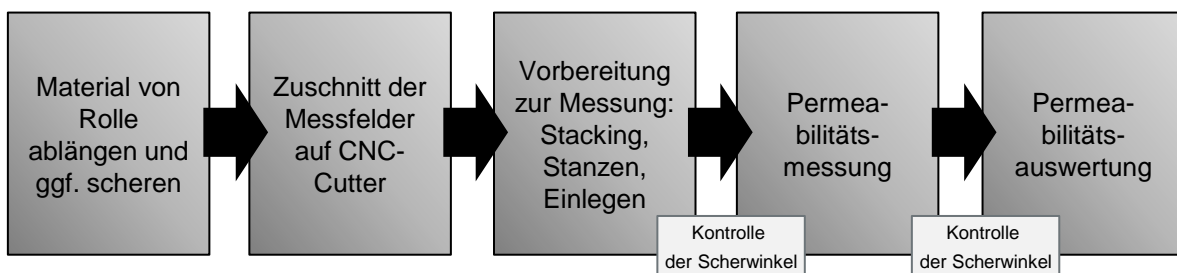 Material von
Rolle
ablängen und
ggf. scheren
Zuschnitt der
Messfelder
auf CNC-
Cutter
Vorbereitung
zur Messung:
Stacking,
Stanzen,
Einlegen
Kontrolle
der Scherwinkel
Permea-
bilitäts-
messung
Kontrolle
der Scherwinkel
Permea-
bilitäts-
auswertung